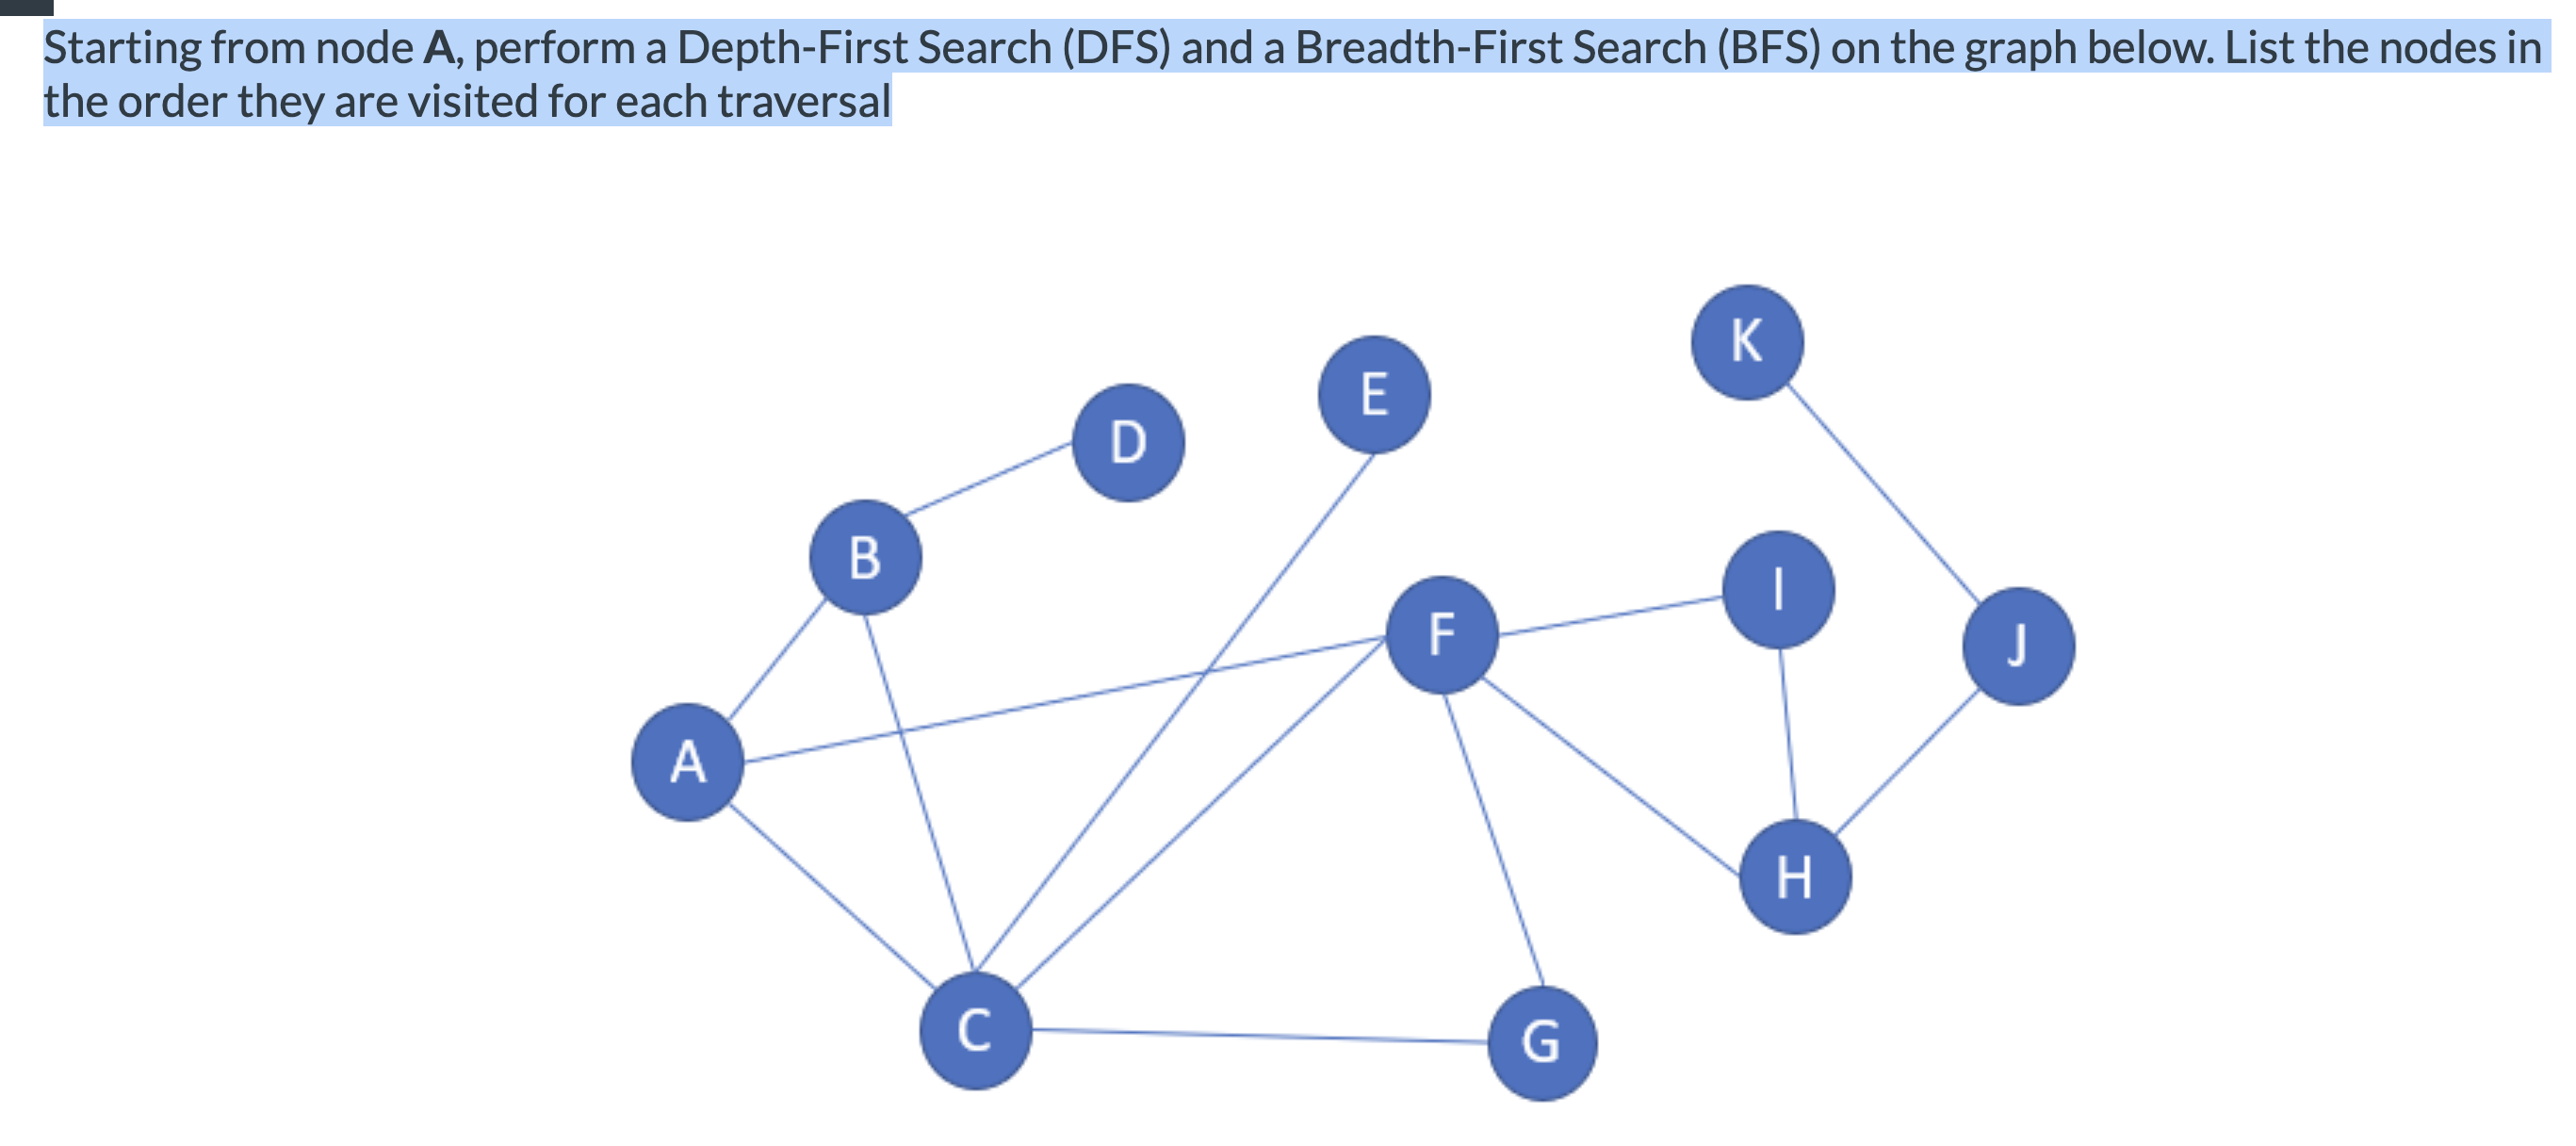 Starting from node A, perform a Depth-First Search (DFS) and a Breadth-First Search (BFS) on the graph below. List the nodes in
the order they are visited for each traversal
K
E
D
B
I
F
J
A
H
C
G